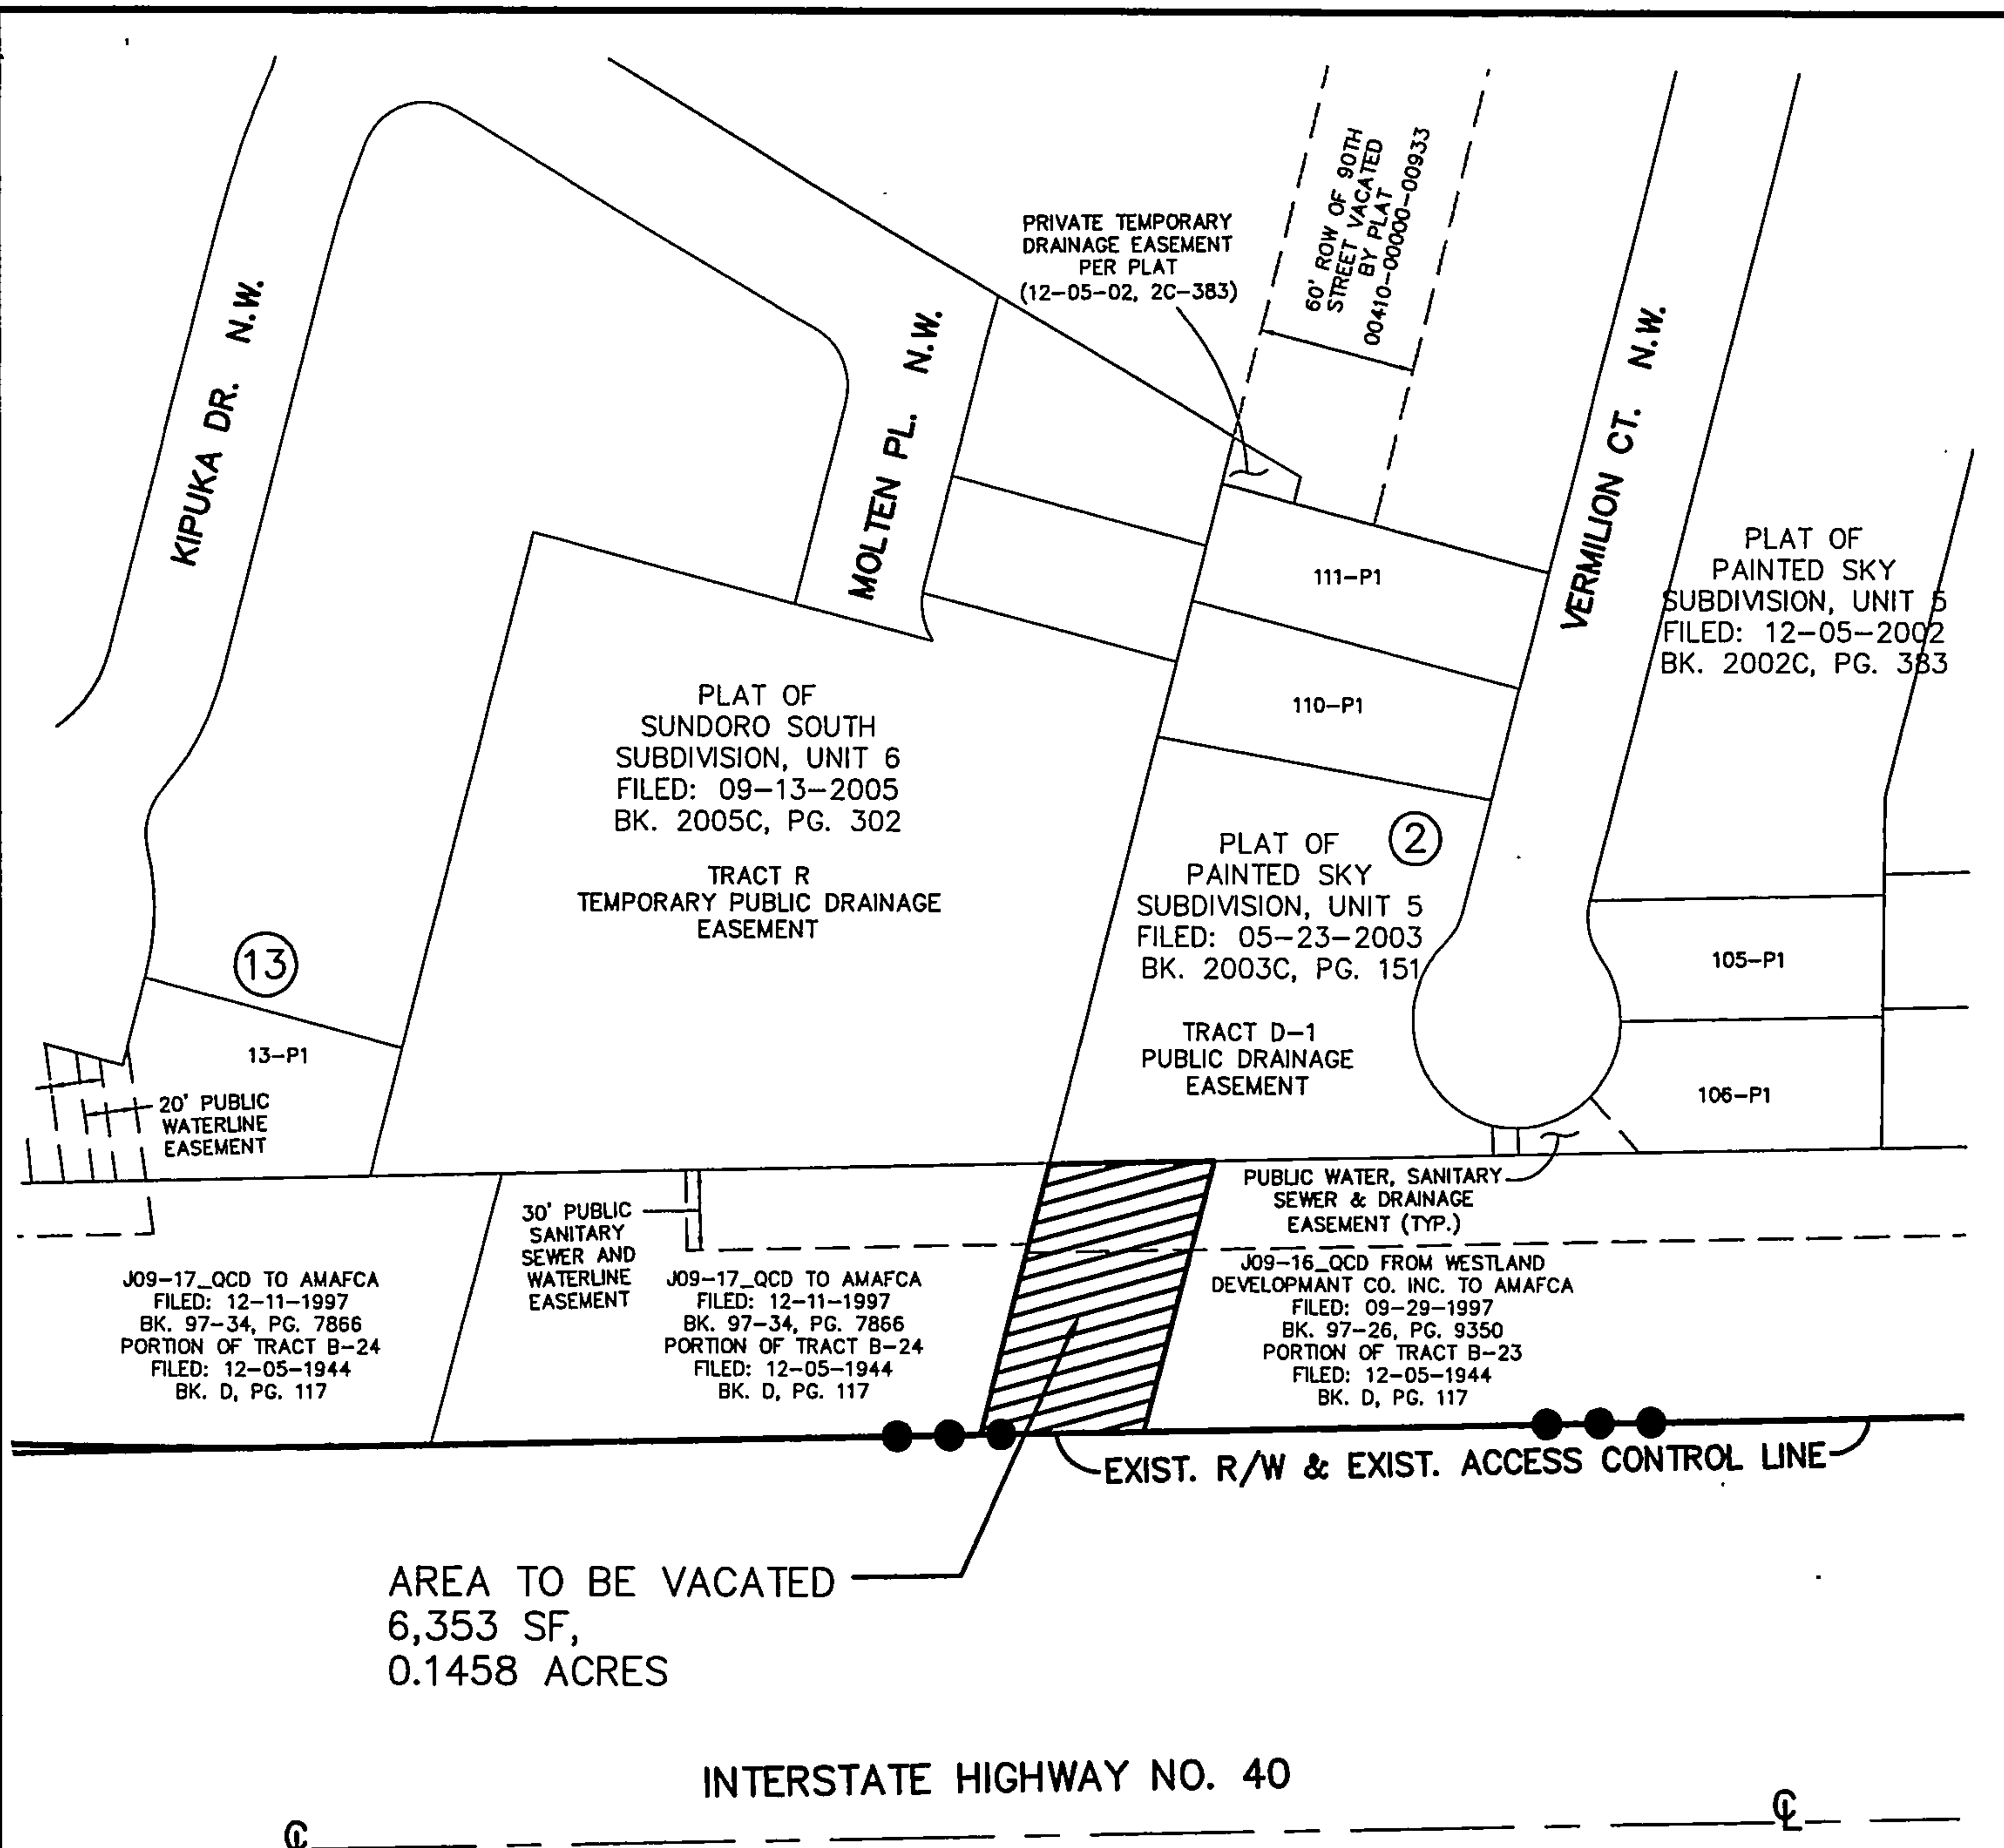 KIPUKA DR. N.W.
MOLTEN PL. N.W.
PRIVATE TEMPORARY
DRAINAGE EASEMENT
PER PLAT
(12-05-02, 2C-383)
60' ROW OF 90TH
STREET VACATED
BY PLAT
00410-00000-00933
VERMILION CT. N.W.
PLAT OF
PAINTED SKY
SUBDIVISION, UNIT 5
FILED: 12-05-2002
BK. 2002C, PG. 383
111-P1
110-P1
PLAT OF
SUNDORO SOUTH
SUBDIVISION, UNIT 6
FILED: 09-13-2005
BK. 2005C, PG. 302
TRACT R
TEMPORARY PUBLIC DRAINAGE
EASEMENT
2
PLAT OF
PAINTED SKY
SUBDIVISION, UNIT 5
FILED: 05-23-2003
BK. 2003C, PG. 151
TRACT D-1
PUBLIC DRAINAGE
EASEMENT
13
13-P1
20' PUBLIC
WATERLINE
EASEMENT
105-P1
106-P1
PUBLIC WATER, SANITARY
SEWER & DRAINAGE
EASEMENT (TYP.)
30' PUBLIC
SANITARY
SEWER AND
WATERLINE
EASEMENT
J09-17_QCD TO AMAFCA
FILED: 12-11-1997
BK. 97-34, PG. 7866
PORTION OF TRACT B-24
FILED: 12-05-1944
BK. D, PG. 117
J09-17_QCD TO AMAFCA
FILED: 12-11-1997
BK. 97-34, PG. 7866
PORTION OF TRACT B-24
FILED: 12-05-1944
BK. D, PG. 117
J09-16_QCD FROM WESTLAND
DEVELOPMANT CO. INC. TO AMAFCA
FILED: 09-29-1997
BK. 97-26, PG. 9350
PORTION OF TRACT B-23
FILED: 12-05-1944
BK. D, PG. 117
EXIST. R/W & EXIST. ACCESS CONTROL LINE
AREA TO BE VACATED
6,353 SF,
0.1458 ACRES
INTERSTATE HIGHWAY NO. 40
℄
℄